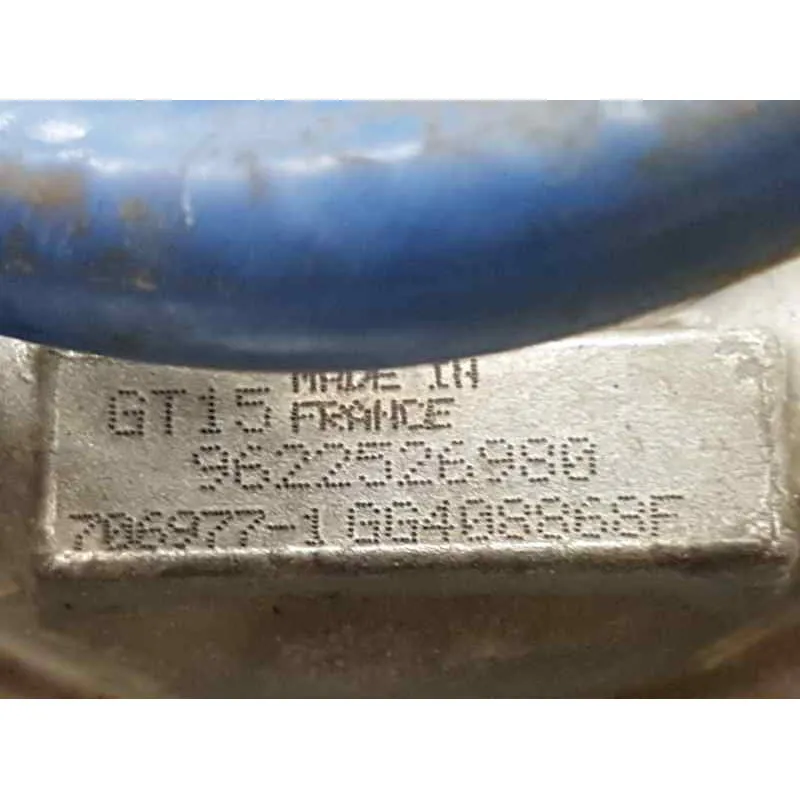 MADE IN
GT15 FRANCE
9622526980
706977-1 GG408868F